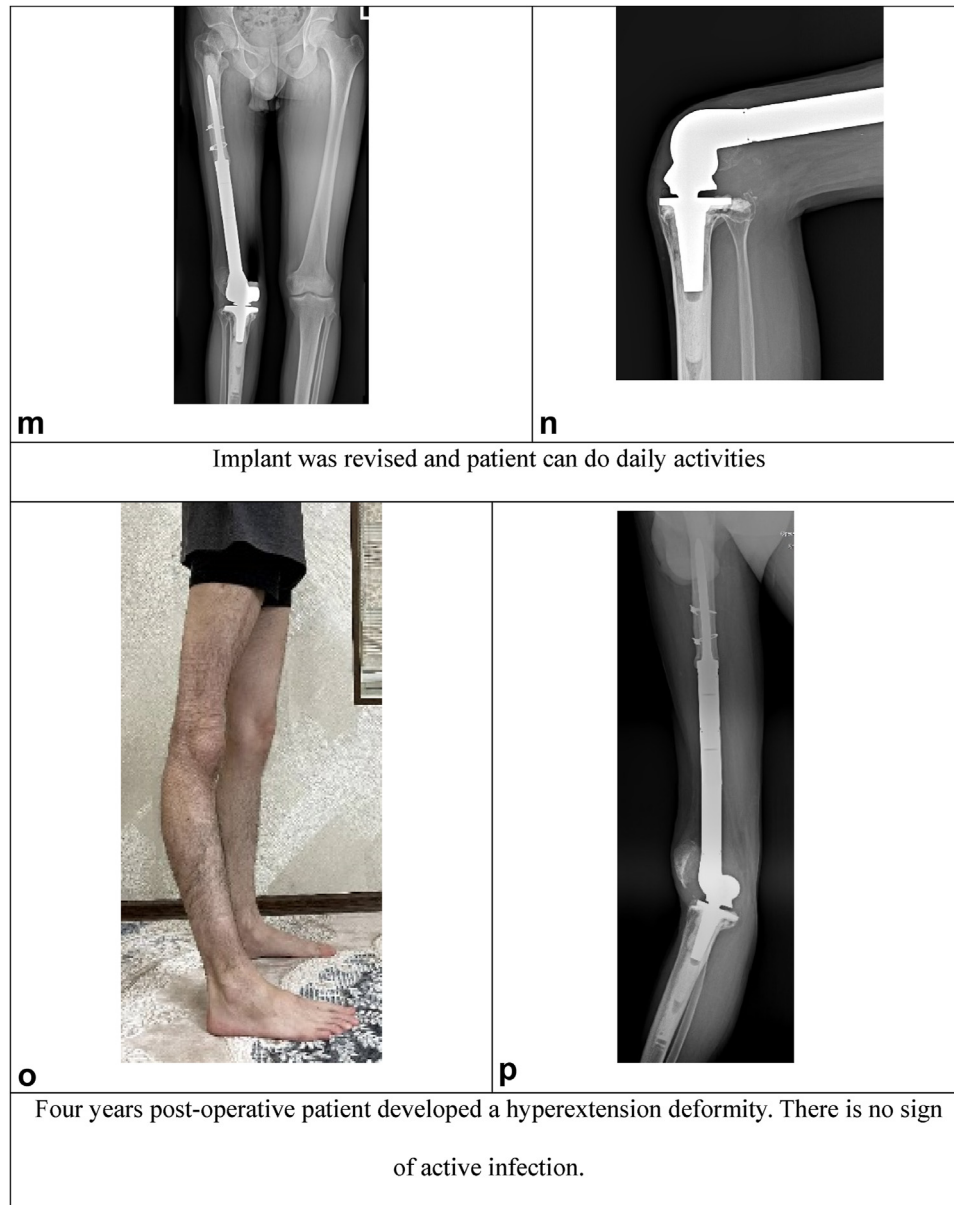 m
n
Implant was revised and patient can do daily activities
o
p
Four years post-operative patient developed a hyperextension deformity. There is no sign
of active infection.